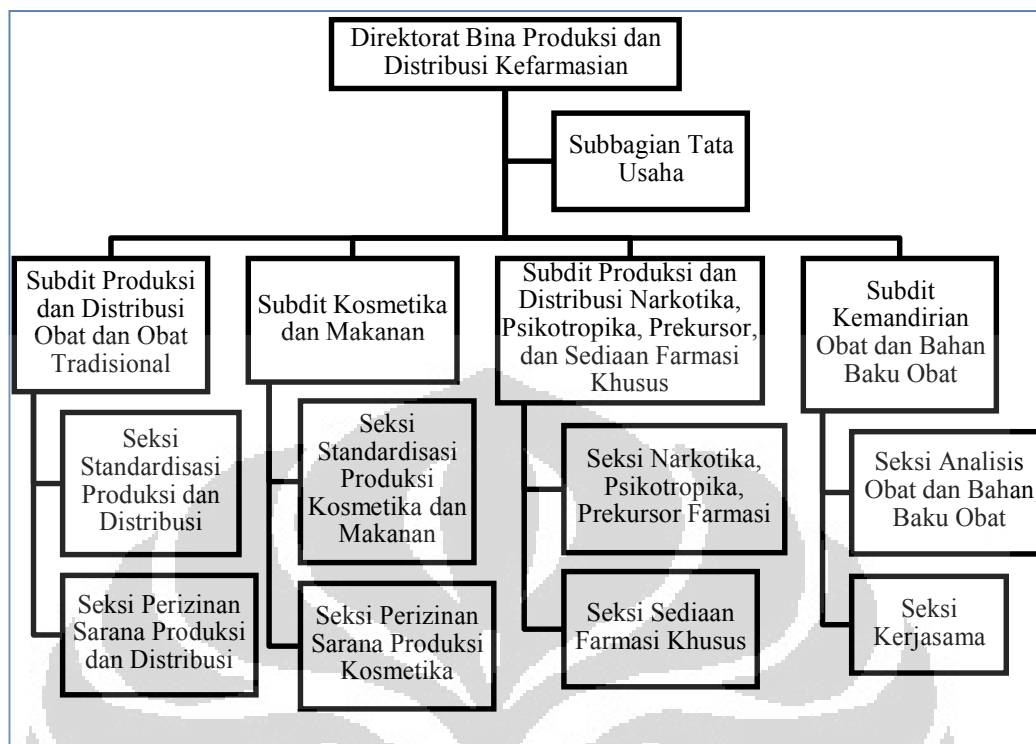 Direktorat Bina Produksi dan
Distribusi Kefarmasian
Subbagian Tata
Usaha
Subdit Produksi
dan Distribusi
Obat dan Obat
Tradisional
Subdit Kosmetika
dan Makanan
Subdit Produksi dan
Distribusi Narkotika,
Psikotropika, Prekursor,
dan Sediaan Farmasi
Khusus
Subdit
Kemandirian
Obat dan Bahan
Baku Obat
Seksi
Standardisasi
Produksi dan
Distribusi
Seksi
Standardisasi
Produksi
Kosmetika dan
Makanan
Seksi Narkotika,
Psikotropika,
Prekursor Farmasi
Seksi Analisis
Obat dan Bahan
Baku Obat
Seksi Perizinan
Sarana Produksi
dan Distribusi
Seksi Perizinan
Sarana Produksi
Kosmetika
Seksi Sediaan
Farmasi Khusus
Seksi
Kerjasama